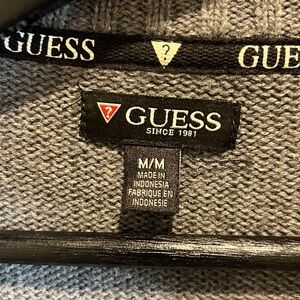 GUESS ? GUE
? GUESS
SINCE 1981
M/M
MADE IN
INDONESIA
FABRIQUE EN
INDONESIE